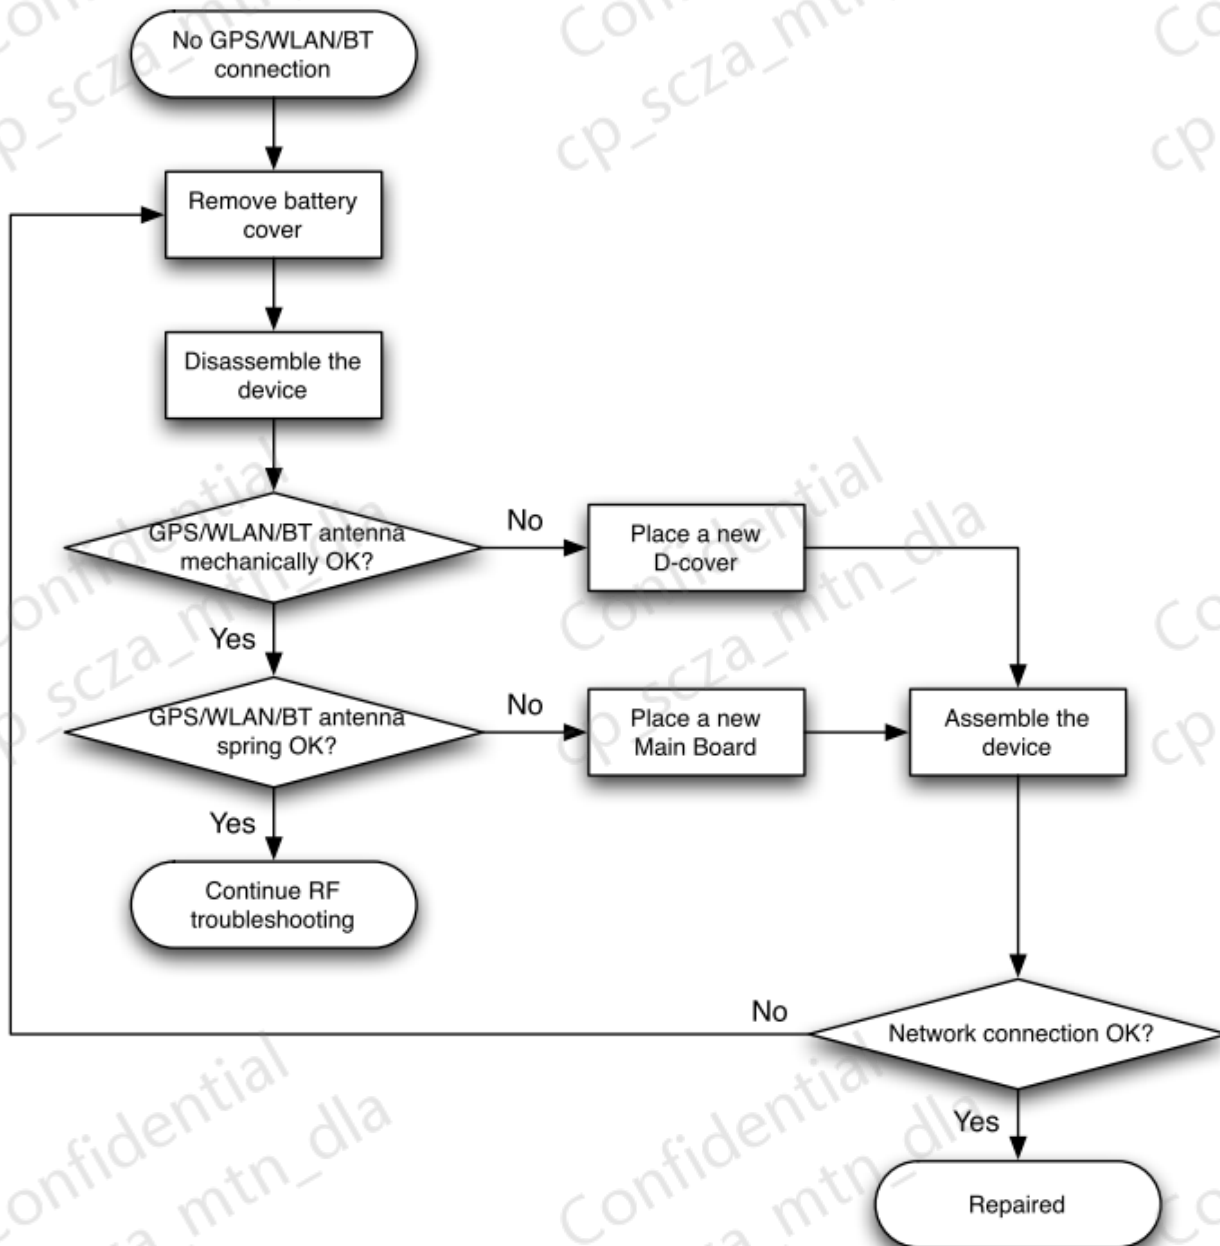 No GPS/WLAN/BT
connection
Remove battery
cover
Disassemble the
device
GPS/WLAN/BT antenna
mechanically OK?
No
Place a new
D-cover
Yes
GPS/WLAN/BT antenna
spring OK?
No
Place a new
Main Board
Assemble the
device
Yes
Continue RF
troubleshooting
No
Network connection OK?
Yes
Repaired
Confidential
cp_scza_mtn_dla